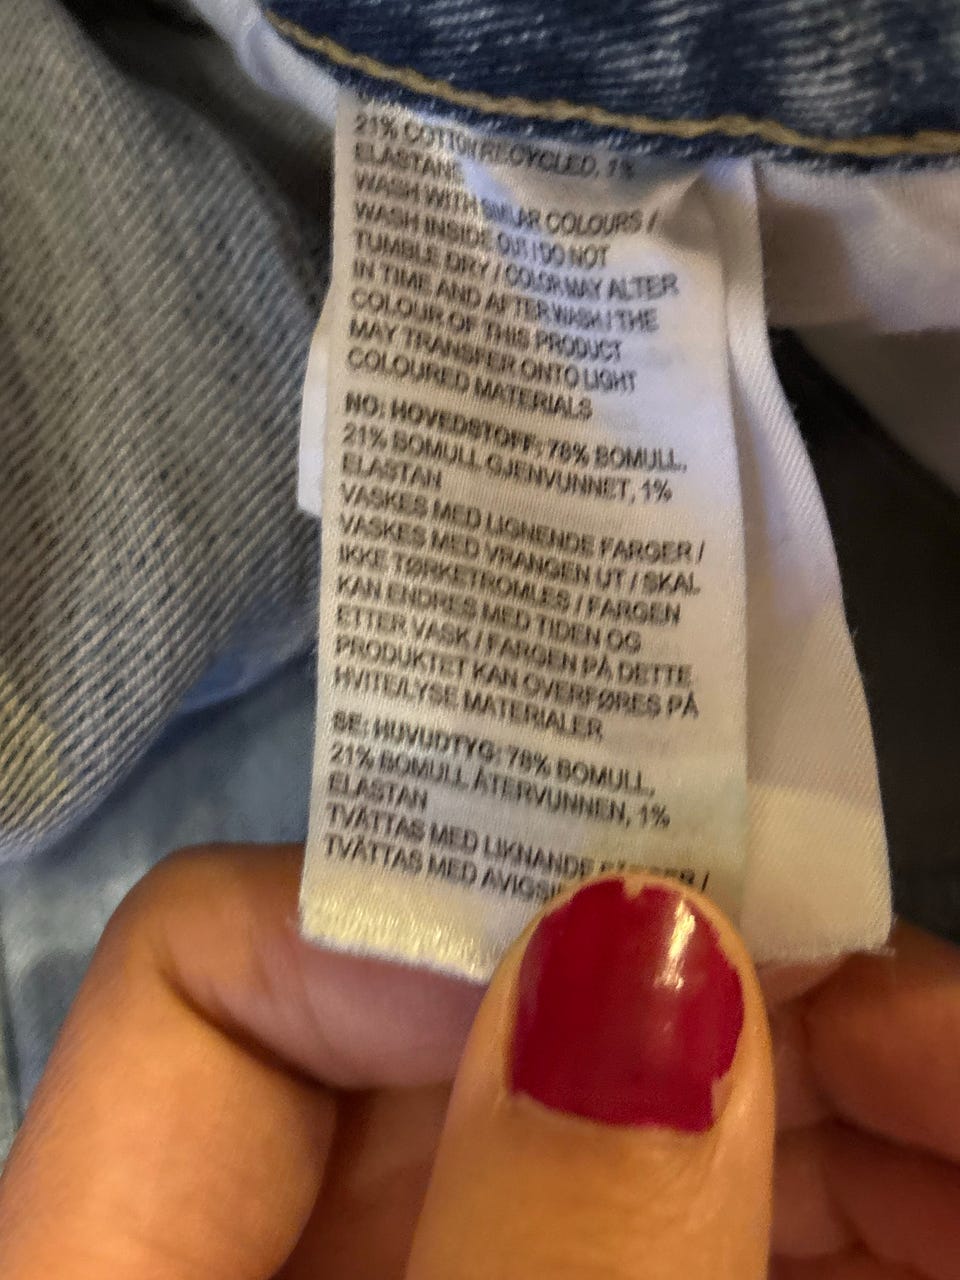 21% COTTON RECYCLED, 1%
ELASTAN
WASH WITH SIMILAR COLOURS /
WASH INSIDE OUT / DO NOT
TUMBLE DRY / COLOR MAY ALTER
IN TIME AND AFTER WASH / THE
COLOUR OF THIS PRODUCT
MAY TRANSFER ONTO LIGHT
COLOURED MATERIALS
NO: HOVEDSTOFF: 78% BOMULL,
21% BOMULL GJENVUNNET, 1%
ELASTAN
VASKES MED LIGNENDE FARGER /
VASKES MED VRANGEN UT / SKAL
IKKE TØRKETROMLES / FARGEN
KAN ENDRES MED TIDEN OG
ETTER VASK / FARGEN PÅ DETTE
PRODUKTET KAN OVERFØRES PÅ
HVITE/LYSE MATERIALER
SE: HUVUDTYG: 78% BOMULL,
21% BOMULL ÅTERVUNNEN, 1%
ELASTAN
TVÄTTAS MED LIKNANDE /
TVÄTTAS MED